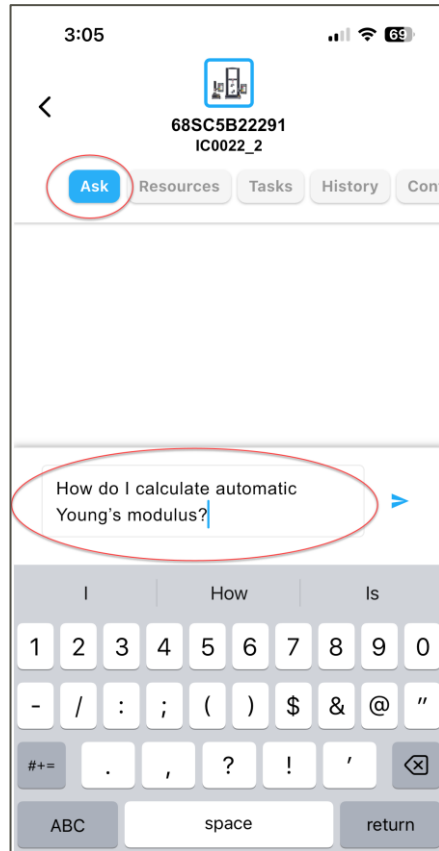 3:05
69
68SC5B22291
IC0022_2
Ask Resources Tasks History Con
How do I calculate automatic
Young's modulus?
I How Is
1 2 3 4 5 6 7 8 9 0
- / : ; ( ) $ & @ "
#+= . , ? ! '
ABC space return